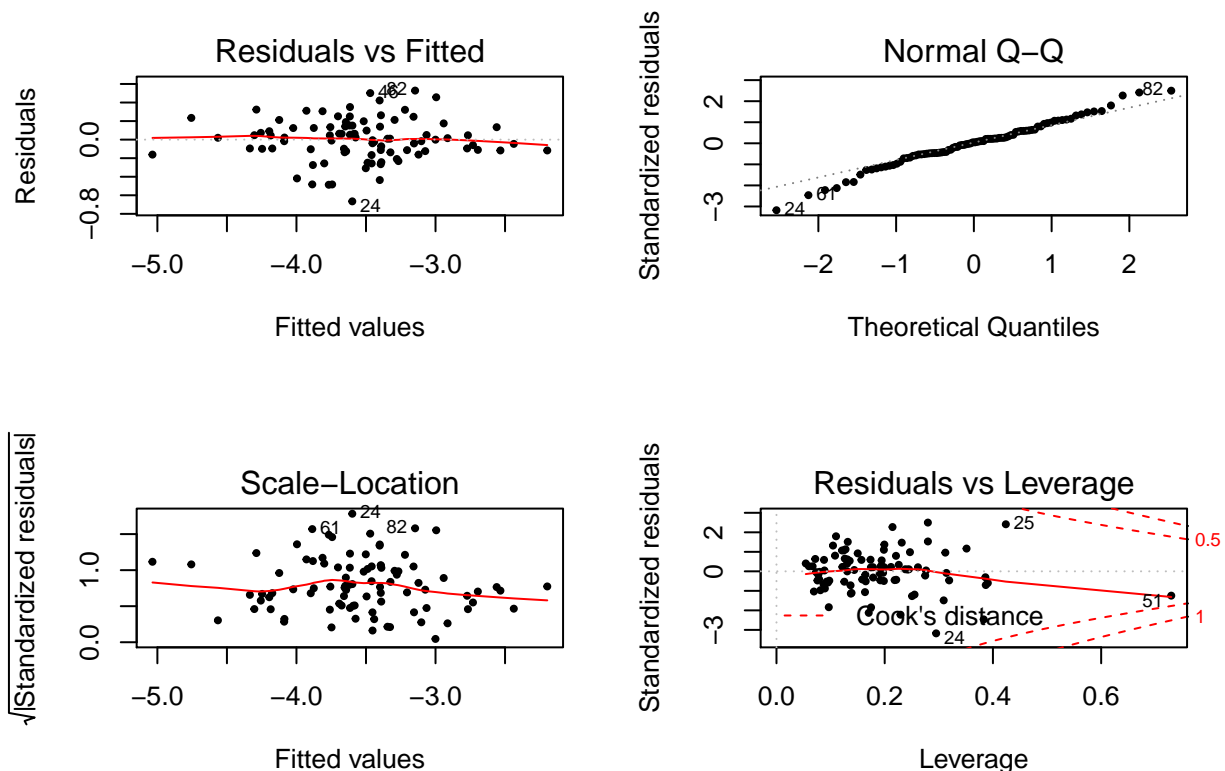 Residuals vs Fitted
Residuals
0.0
−0.8
82
46
24
−5.0 −4.0 −3.0
Fitted values
Normal Q−Q
Standardized residuals
2
0
−3
82
61
24
−2 −1 0 1 2
Theoretical Quantiles
Scale−Location
√|Standardized residuals|
1.0
0.0
24
61
82
−5.0 −4.0 −3.0
Fitted values
Residuals vs Leverage
Standardized residuals
2
0
−3
25
0.5
51
1
Cook's distance
24
0.0 0.2 0.4 0.6
Leverage